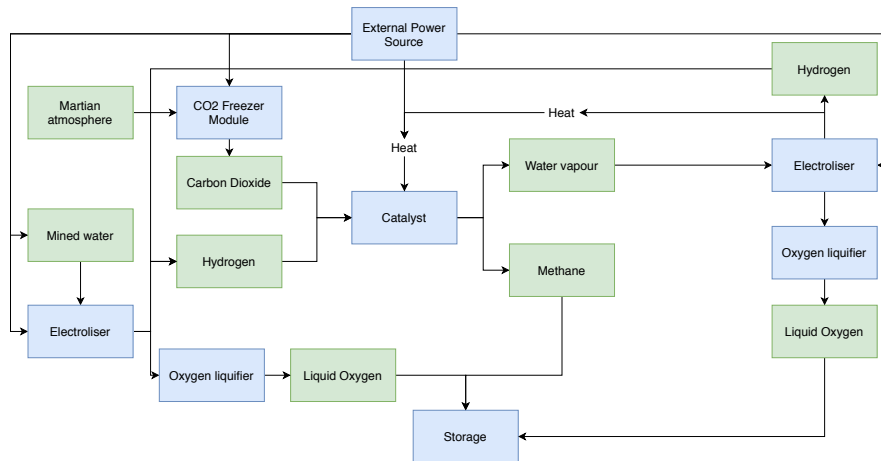 External Power
Source
Hydrogen
Martian
atmosphere
CO2 Freezer
Module
Heat
Heat
Carbon Dioxide
Water vapour
Electroliser
Catalyst
Mined water
Hydrogen
Methane
Oxygen liquifier
Electroliser
Liquid Oxygen
Oxygen liquifier
Liquid Oxygen
Storage